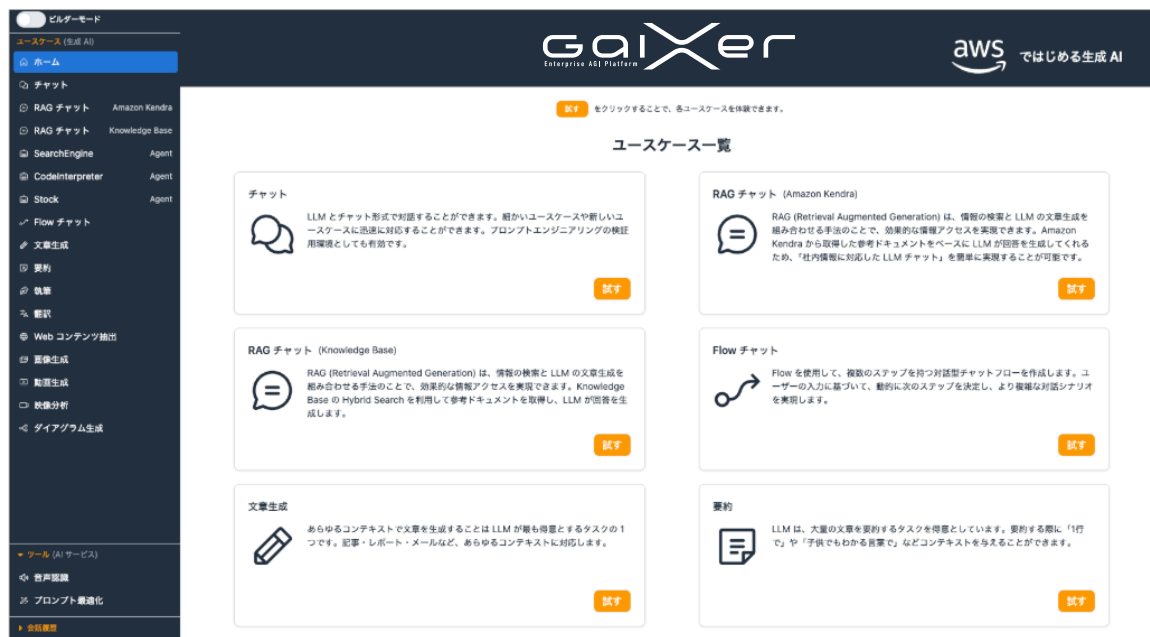 ビルダーモード
ユースケース (生成 AI)
ホーム
チャット
RAG チャット Amazon Kendra
RAG チャット Knowledge Base
SearchEngine Agent
CodeInterpreter Agent
Stock Agent
Flow チャット
文章生成
要約
執筆
翻訳
Web コンテンツ抽出
画像生成
動画生成
映像分析
ダイアグラム生成
ツール (AI サービス)
音声認識
プロンプト最適化
会話履歴
GaiXer
Enterprise AGI Platform
aws ではじめる生成 AI
試す をクリックすることで、各ユースケースを体験できます。
ユースケース一覧
チャット
LLM とチャット形式で対話することができます。細かいユースケースや新しいユ
ースケースに迅速に対応することができます。プロンプトエンジニアリングの検証
用環境としても有効です。
試す
RAG チャット (Amazon Kendra)
RAG (Retrieval Augmented Generation) は、情報の検索と LLM の文章生成を
組み合わせる手法のことで、効果的な情報アクセスを実現できます。Amazon
Kendra から取得した参考ドキュメントをベースに LLM が回答を生成してくれる
ため、「社内情報に対応した LLM チャット」を簡単に実現することが可能です。
試す
RAG チャット (Knowledge Base)
RAG (Retrieval Augmented Generation) は、情報の検索と LLM の文章生成を
組み合わせる手法のことで、効果的な情報アクセスを実現できます。Knowledge
Base の Hybrid Search を利用して参考ドキュメントを取得し、LLM が回答を生
成します。
試す
Flow チャット
Flow を使用して、複数のステップを持つ対話型チャットフローを作成します。ユ
ーザーの入力に基づいて、動的に次のステップを決定し、より複雑な対話シナリオ
を実現します。
試す
文章生成
あらゆるコンテキストで文章を生成することは LLM が最も得意とするタスクの 1
つです。記事・レポート・メールなど、あらゆるコンテキストに対応します。
試す
要約
LLM は、大量の文章を要約するタスクを得意としています。要約する際に「1行
で」や「子供でもわかる言葉で」などコンテキストを与えることができます。
試す